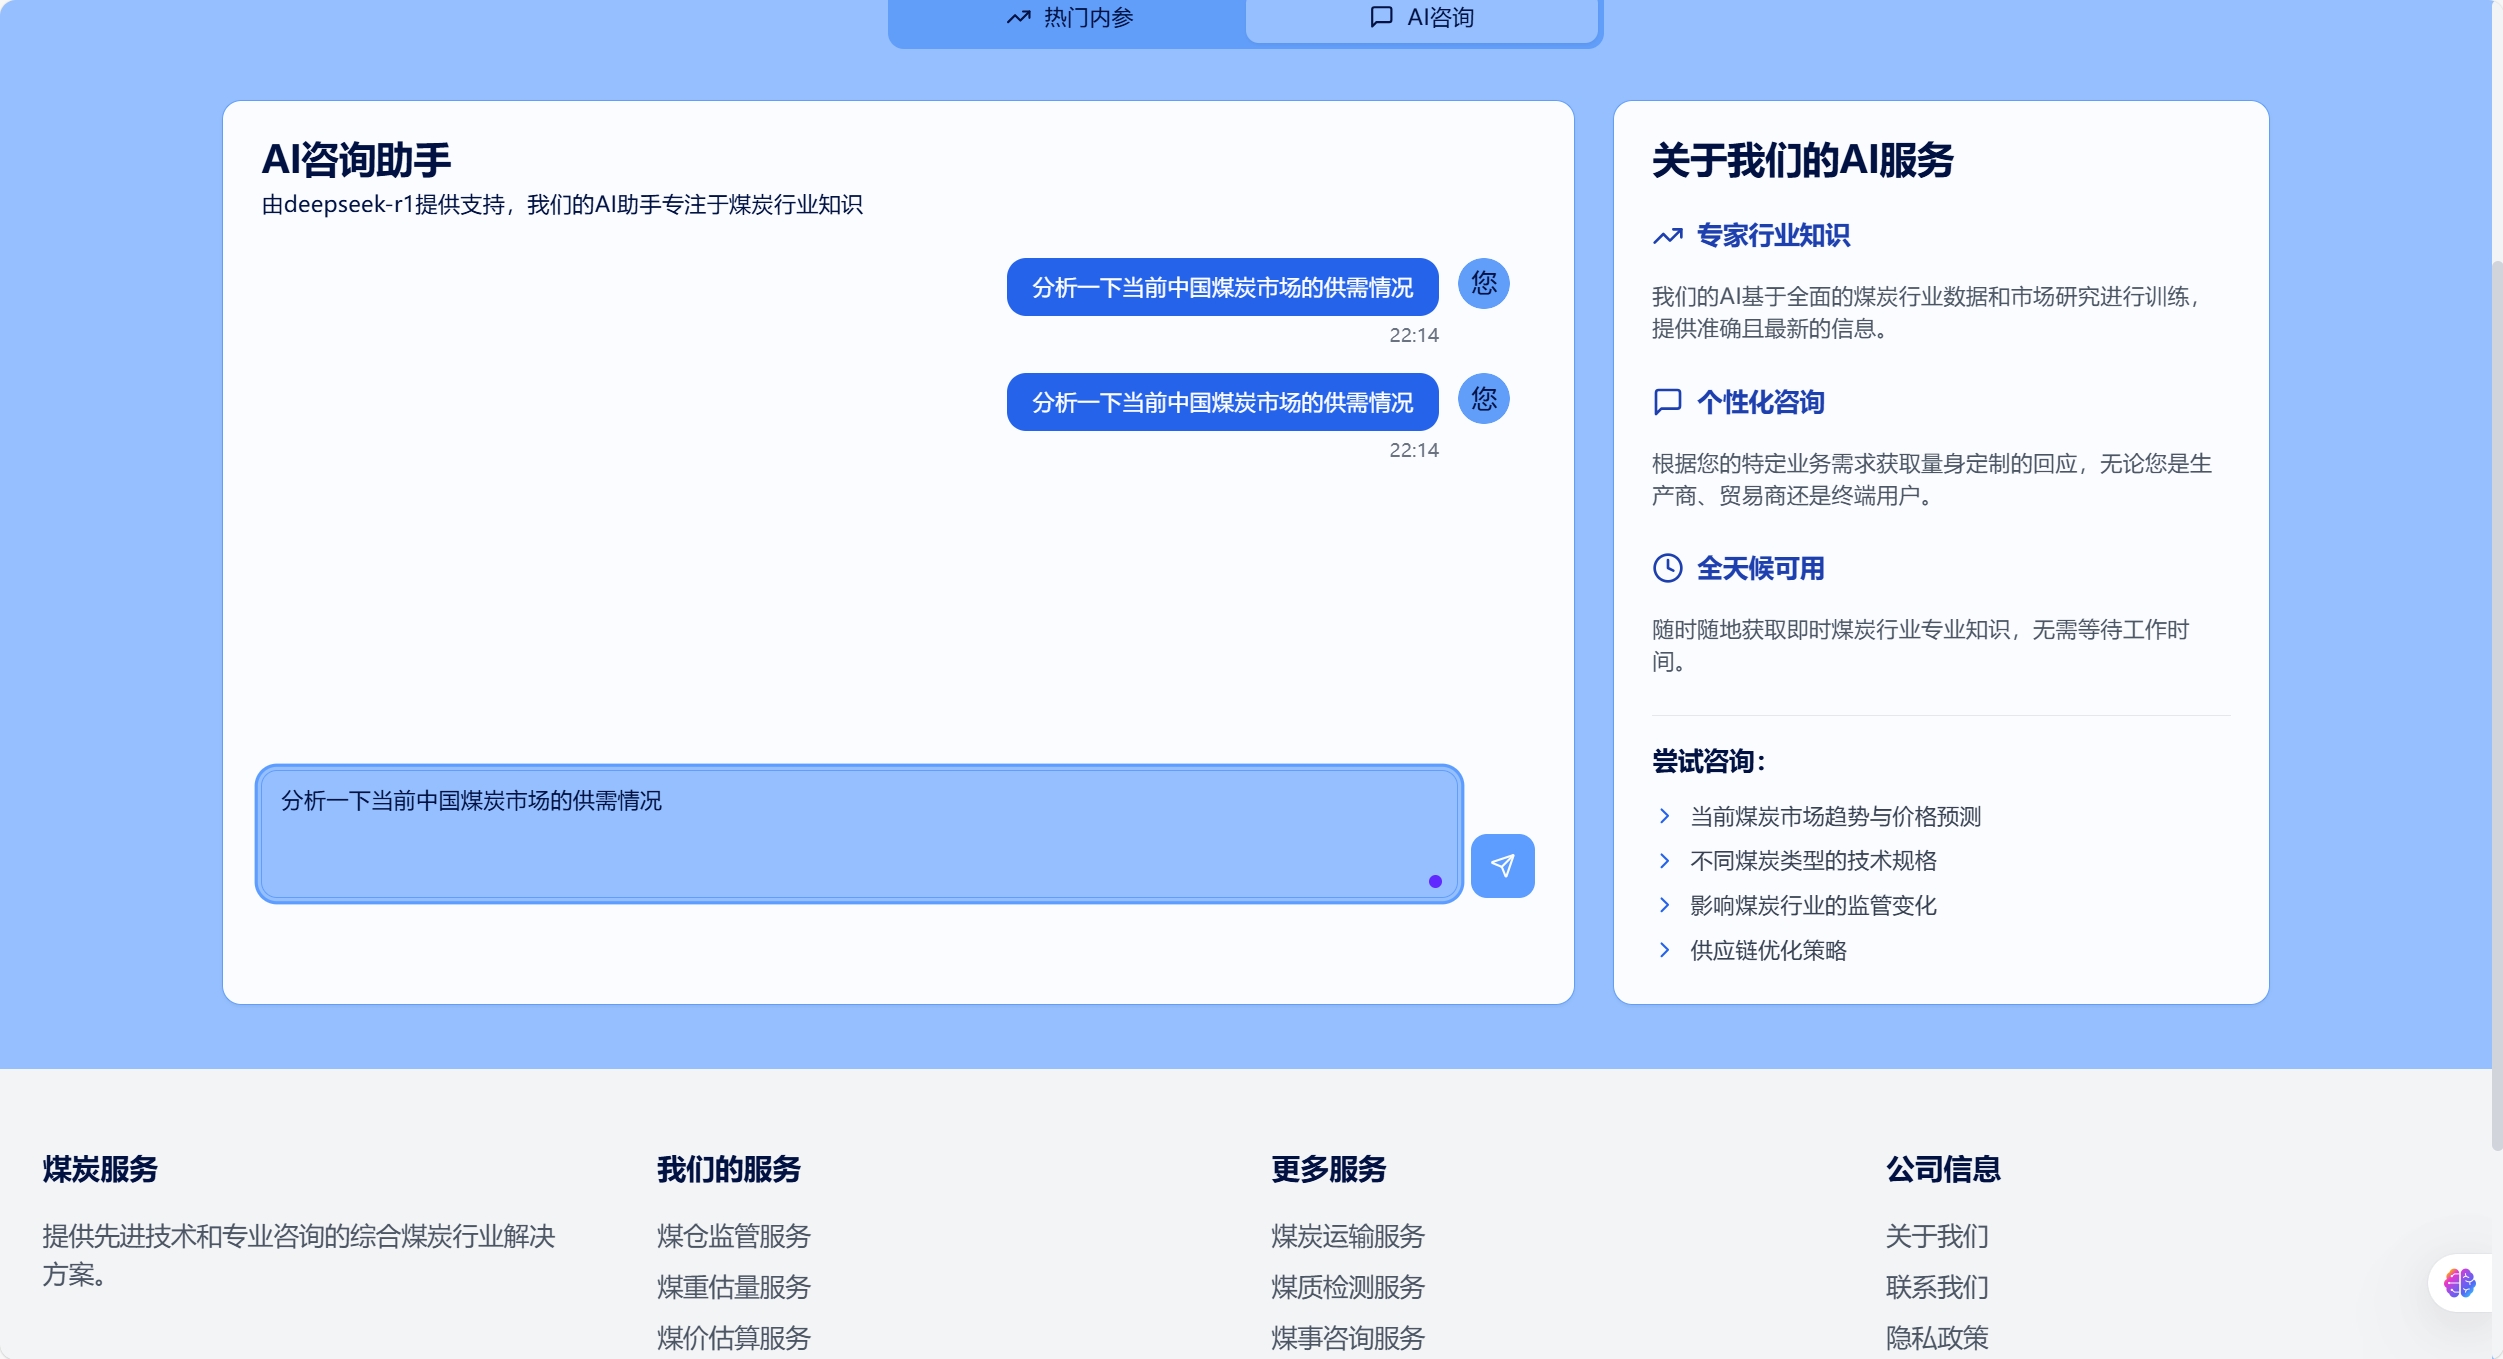 热门内参
AI咨询
AI咨询助手
由deepseek-r1提供支持，我们的AI助手专注于煤炭行业知识
分析一下当前中国煤炭市场的供需情况
您
22:14
分析一下当前中国煤炭市场的供需情况
您
22:14
分析一下当前中国煤炭市场的供需情况
关于我们的AI服务
专家行业知识
我们的AI基于全面的煤炭行业数据和市场研究进行训练，
提供准确且最新的信息。
个性化咨询
根据您的特定业务需求获取量身定制的回应，无论您是生
产商、贸易商还是终端用户。
全天候可用
随时随地获取即时煤炭行业专业知识，无需等待工作时
间。
尝试咨询：
当前煤炭市场趋势与价格预测
不同煤炭类型的技术规格
影响煤炭行业的监管变化
供应链优化策略
煤炭服务
提供先进技术和专业咨询的综合煤炭行业解决
方案。
我们的服务
煤仓监管服务
煤重估量服务
煤价估算服务
更多服务
煤炭运输服务
煤质检测服务
煤事咨询服务
公司信息
关于我们
联系我们
隐私政策